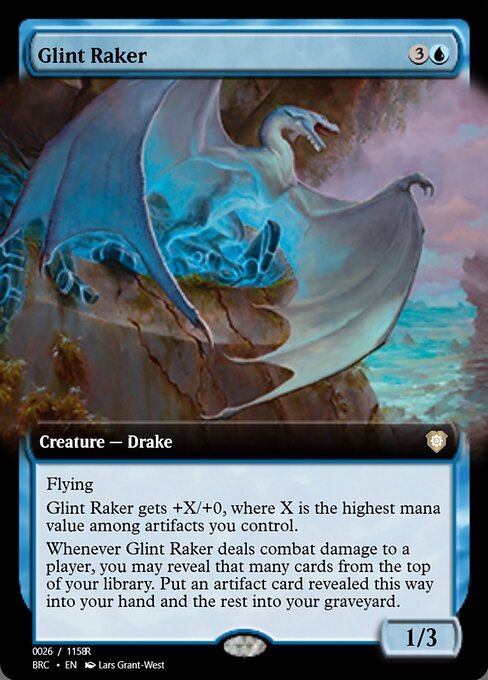 Glint Raker
3
Creature — Drake
Flying
Glint Raker gets +X/+0, where X is the highest mana
value among artifacts you control.
Whenever Glint Raker deals combat damage to a
player, you may reveal that many cards from the top
of your library. Put an artifact card revealed this way
into your hand and the rest into your graveyard.
1/3
0026 / 1158R
BRC • EN Lars Grant-West